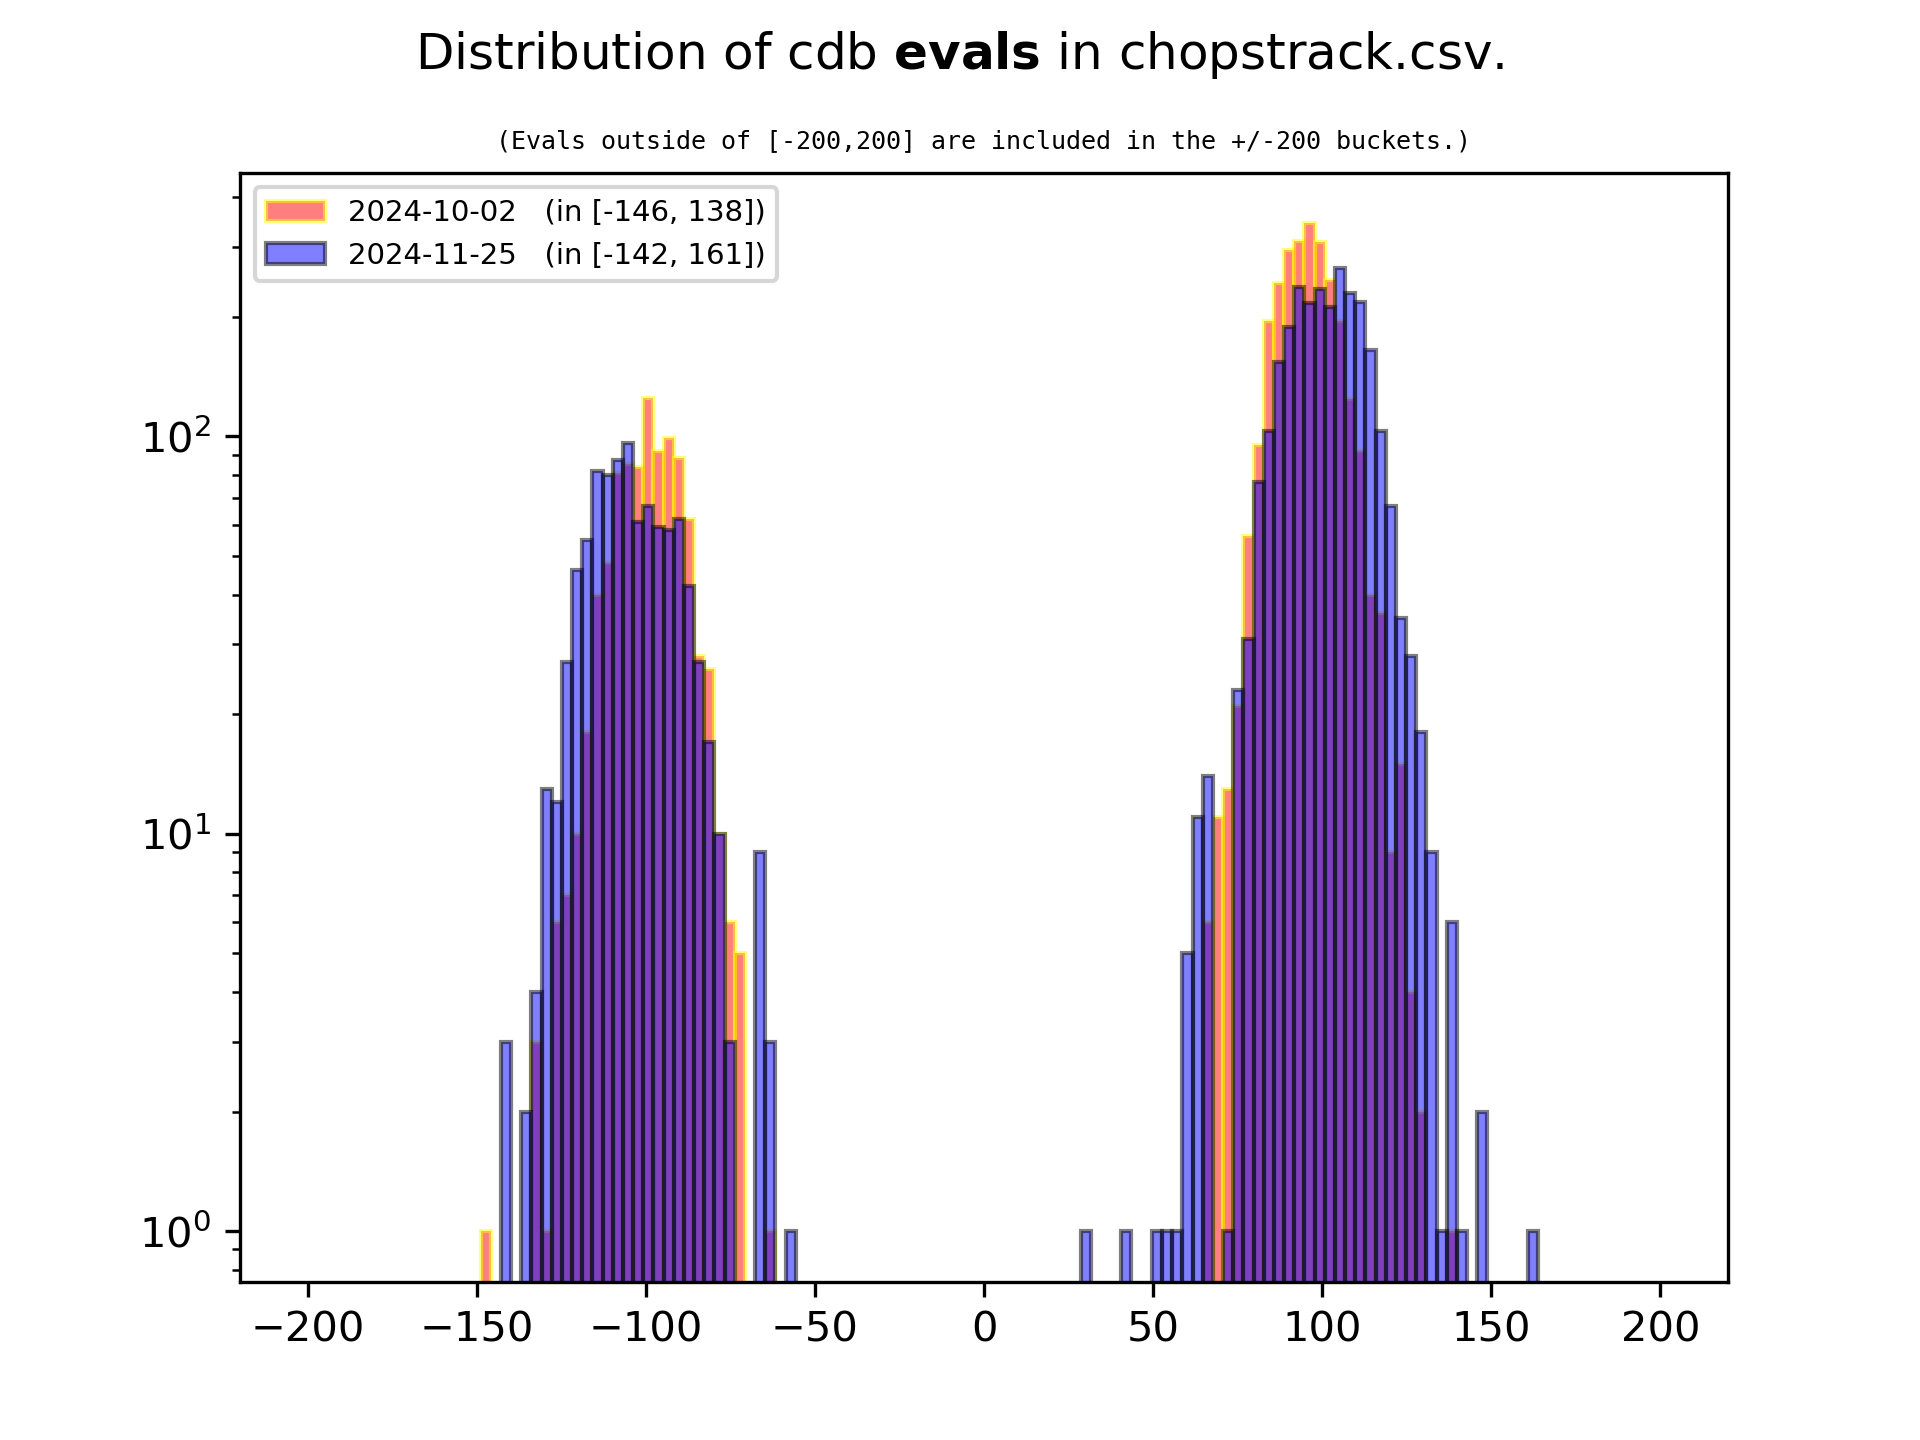 Distribution of cdb evals in chopstrack.csv.
(Evals outside of [-200,200] are included in the +/-200 buckets.)
2024-10-02 (in [-146, 138])
2024-11-25 (in [-142, 161])
10²
10¹
10⁰
−200 −150 −100 −50 0 50 100 150 200